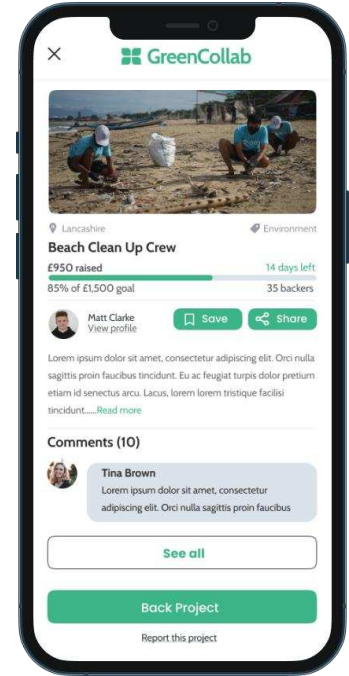 GreenCollab
Lancashire
Environment
Beach Clean Up Crew
£950 raised
14 days left
85% of £1,500 goal
35 backers
Matt Clarke
View profile
Save
Share
Lorem ipsum dolor sit amet, consectetur adipiscing elit. Orci nulla
sagittis proin faucibus tincidunt. Eu ac feugiat turpis dolor pretium
etiam id senectus arcu. Lacus, lorem lorem tristique facilisi
tincidunt......Read more
Comments (10)
Tina Brown
Lorem ipsum dolor sit amet, consectetur
adipiscing elit. Orci nulla sagittis proin faucibus
See all
Back Project
Report this project